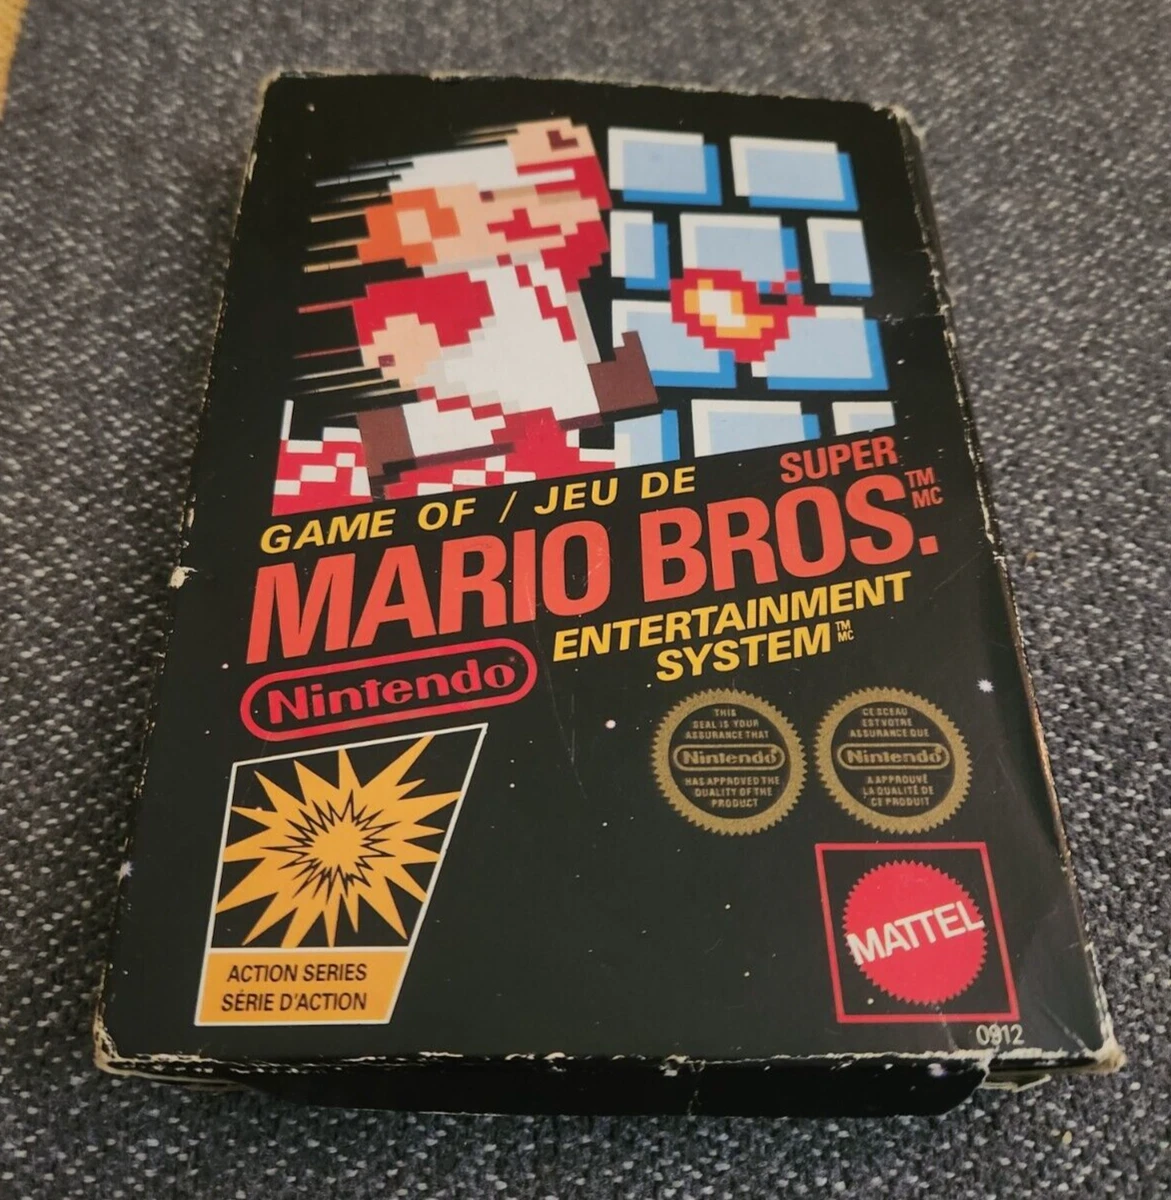 GAME OF / JEU DE
SUPER
MARIO BROS.™ MC
ENTERTAINMENT
SYSTEM™ MC
Nintendo®
THIS
SEAL IS YOUR
ASSURANCE THAT
Nintendo®
HAS APPROVED THE
QUALITY OF THE
PRODUCT
CE SCEAU
EST VOTRE
ASSURANCE QUE
Nintendo®
A APPROUVÉ
LA QUALITÉ DE
CE PRODUIT
ACTION SERIES
SÉRIE D'ACTION
MATTEL
0912